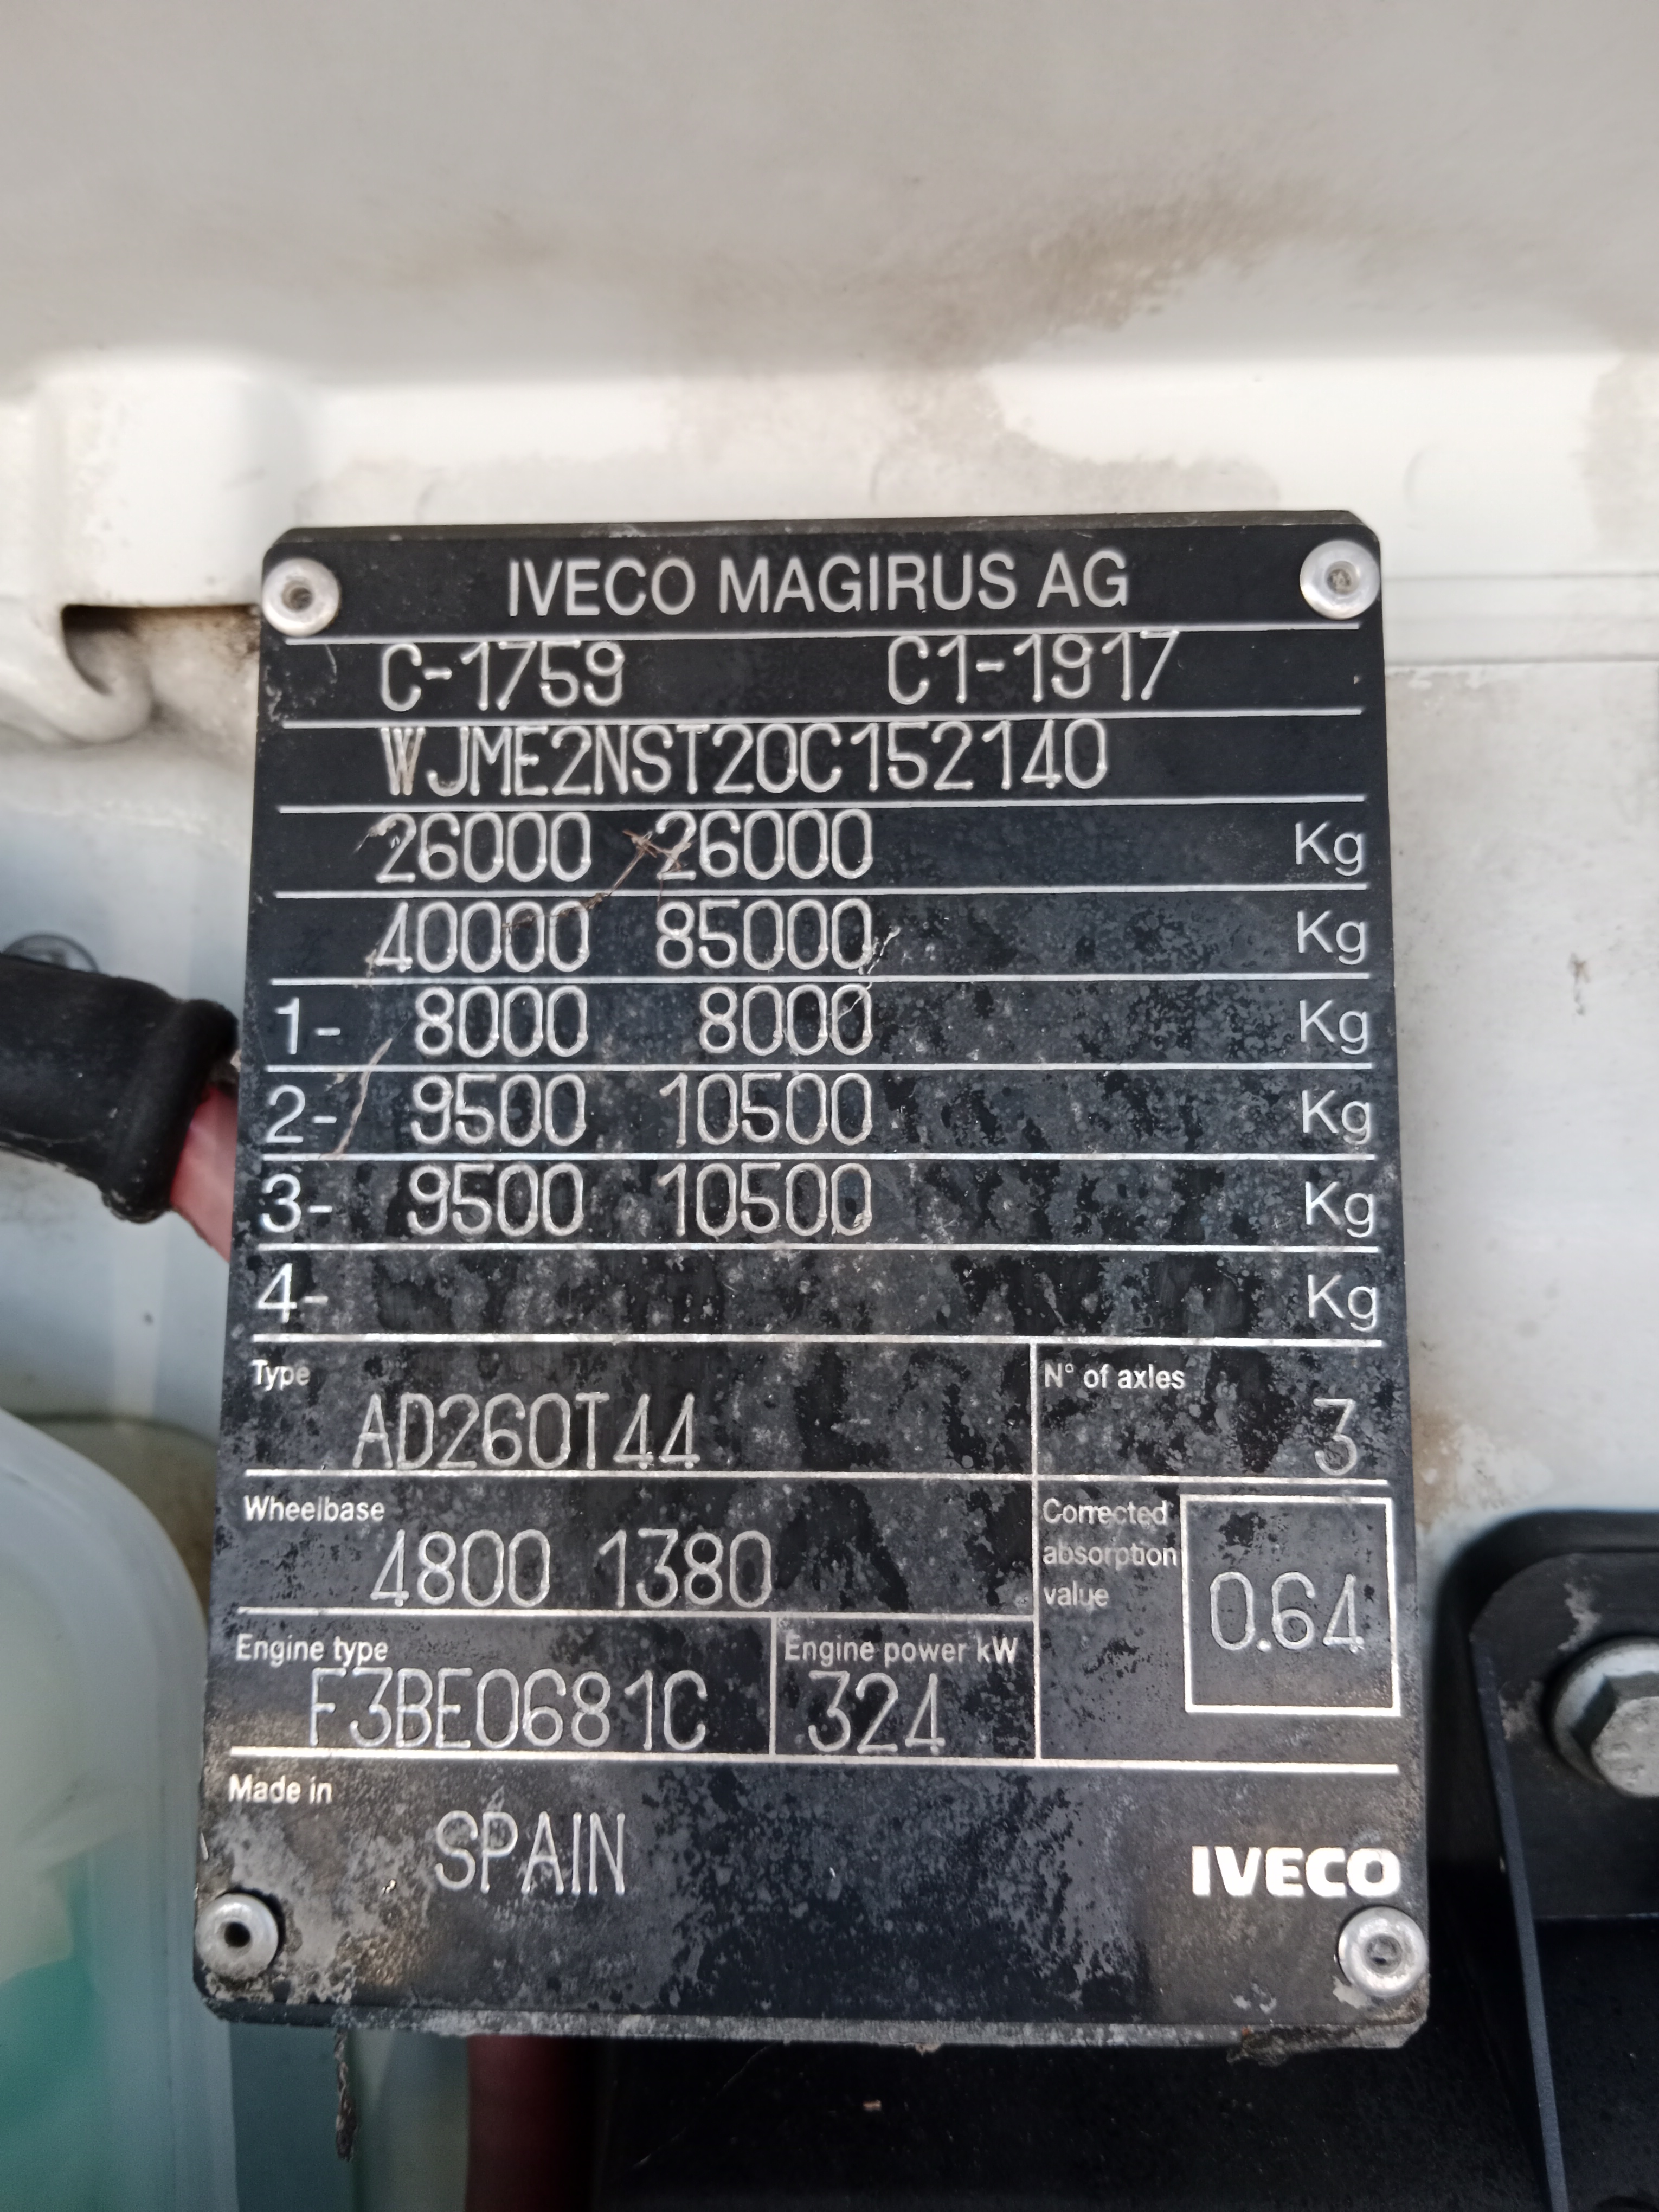 IVECO MAGIRUS AG
C-1759 C1-1917
WJME2NST20C152140
26000 26000 Kg
40000 85000 Kg
1- 8000 8000 Kg
2- 9500 10500 Kg
3- 9500 10500 Kg
4- Kg
Type N° of axles
AD260T44 3
Wheelbase
4800 1380
Corrected
absorption
value
0.64
Engine type Engine power kW
F3BE0681C 324
Made in
SPAIN
IVECO